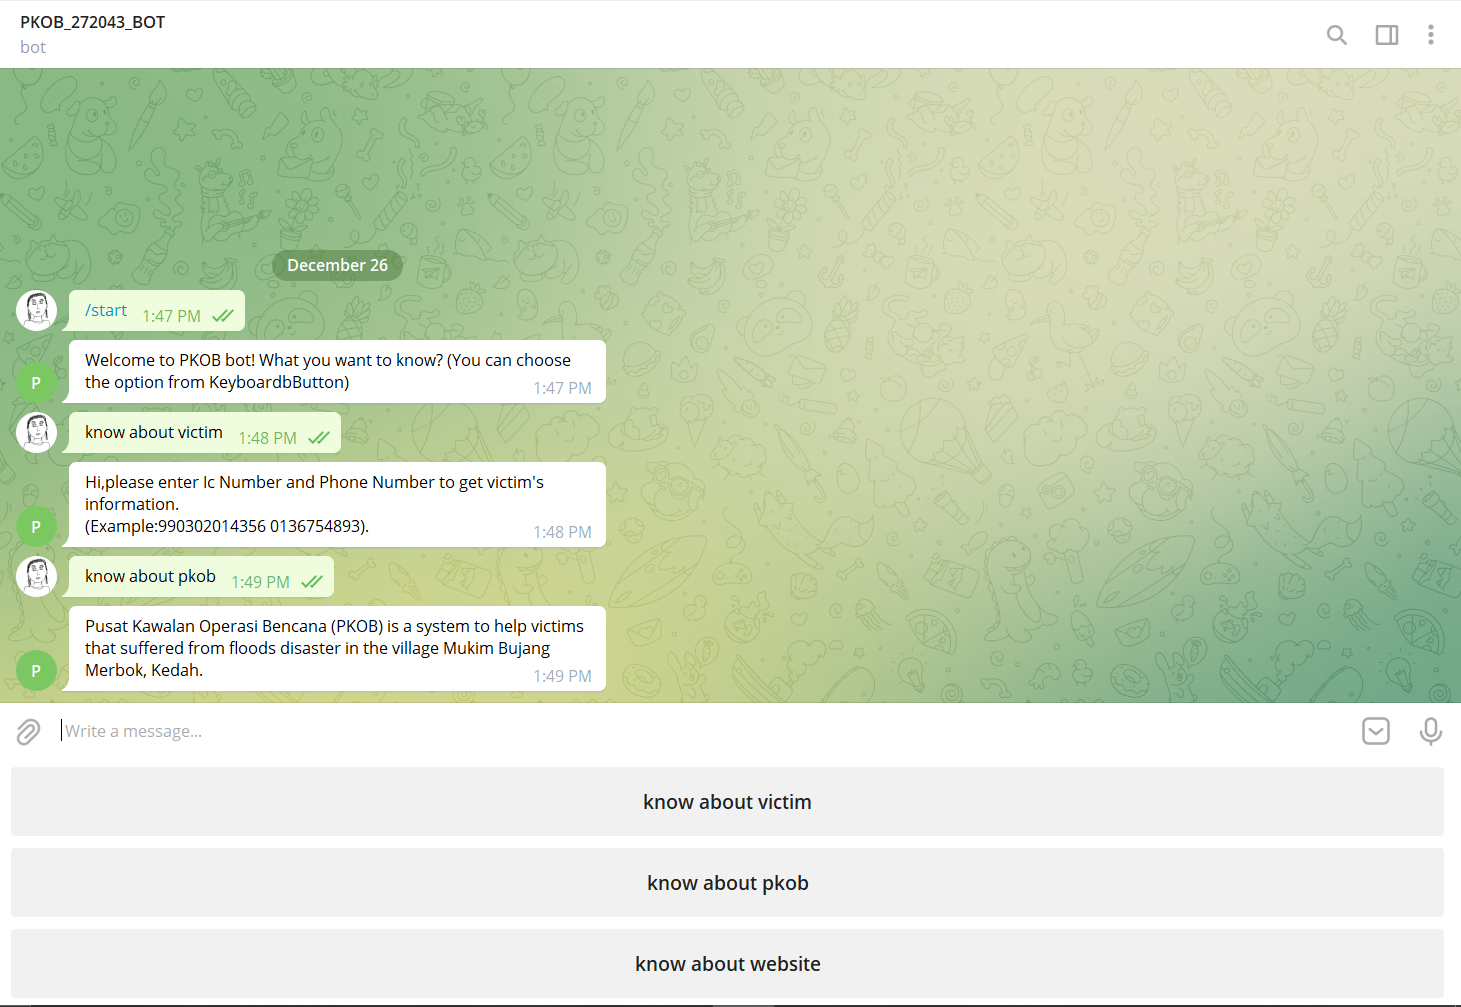 PKOB_272043_BOT
bot
December 26
/start 1:47 PM
Welcome to PKOB bot! What you want to know? (You can choose
the option from KeyboardbButton) 1:47 PM
P
know about victim 1:48 PM
Hi,please enter Ic Number and Phone Number to get victim's
information.
(Example:990302014356 0136754893). 1:48 PM
P
know about pkob 1:49 PM
Pusat Kawalan Operasi Bencana (PKOB) is a system to help victims
that suffered from floods disaster in the village Mukim Bujang
Merbok, Kedah. 1:49 PM
P
Write a message...
know about victim
know about pkob
know about website